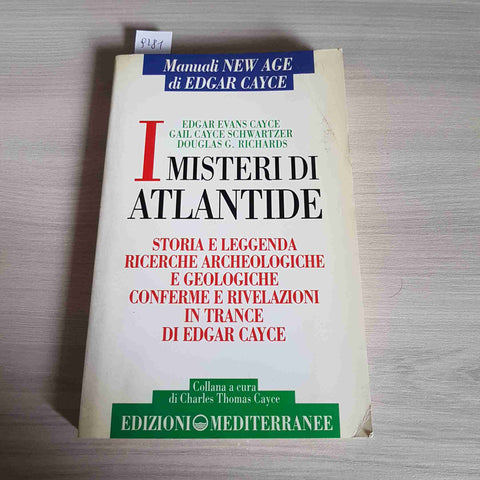 9281
Manuali NEW AGE
di EDGAR CAYCE
EDGAR EVANS CAYCE
GAIL CAYCE SCHWARTZER
DOUGLAS G. RICHARDS
I MISTERI DI
ATLANTIDE
STORIA E LEGGENDA
RICERCHE ARCHEOLOGICHE
E GEOLOGICHE
CONFERME E RIVELAZIONI
IN TRANCE
DI EDGAR CAYCE
Collana a cura
di Charles Thomas Cayce
EDIZIONI MEDITERRANEE